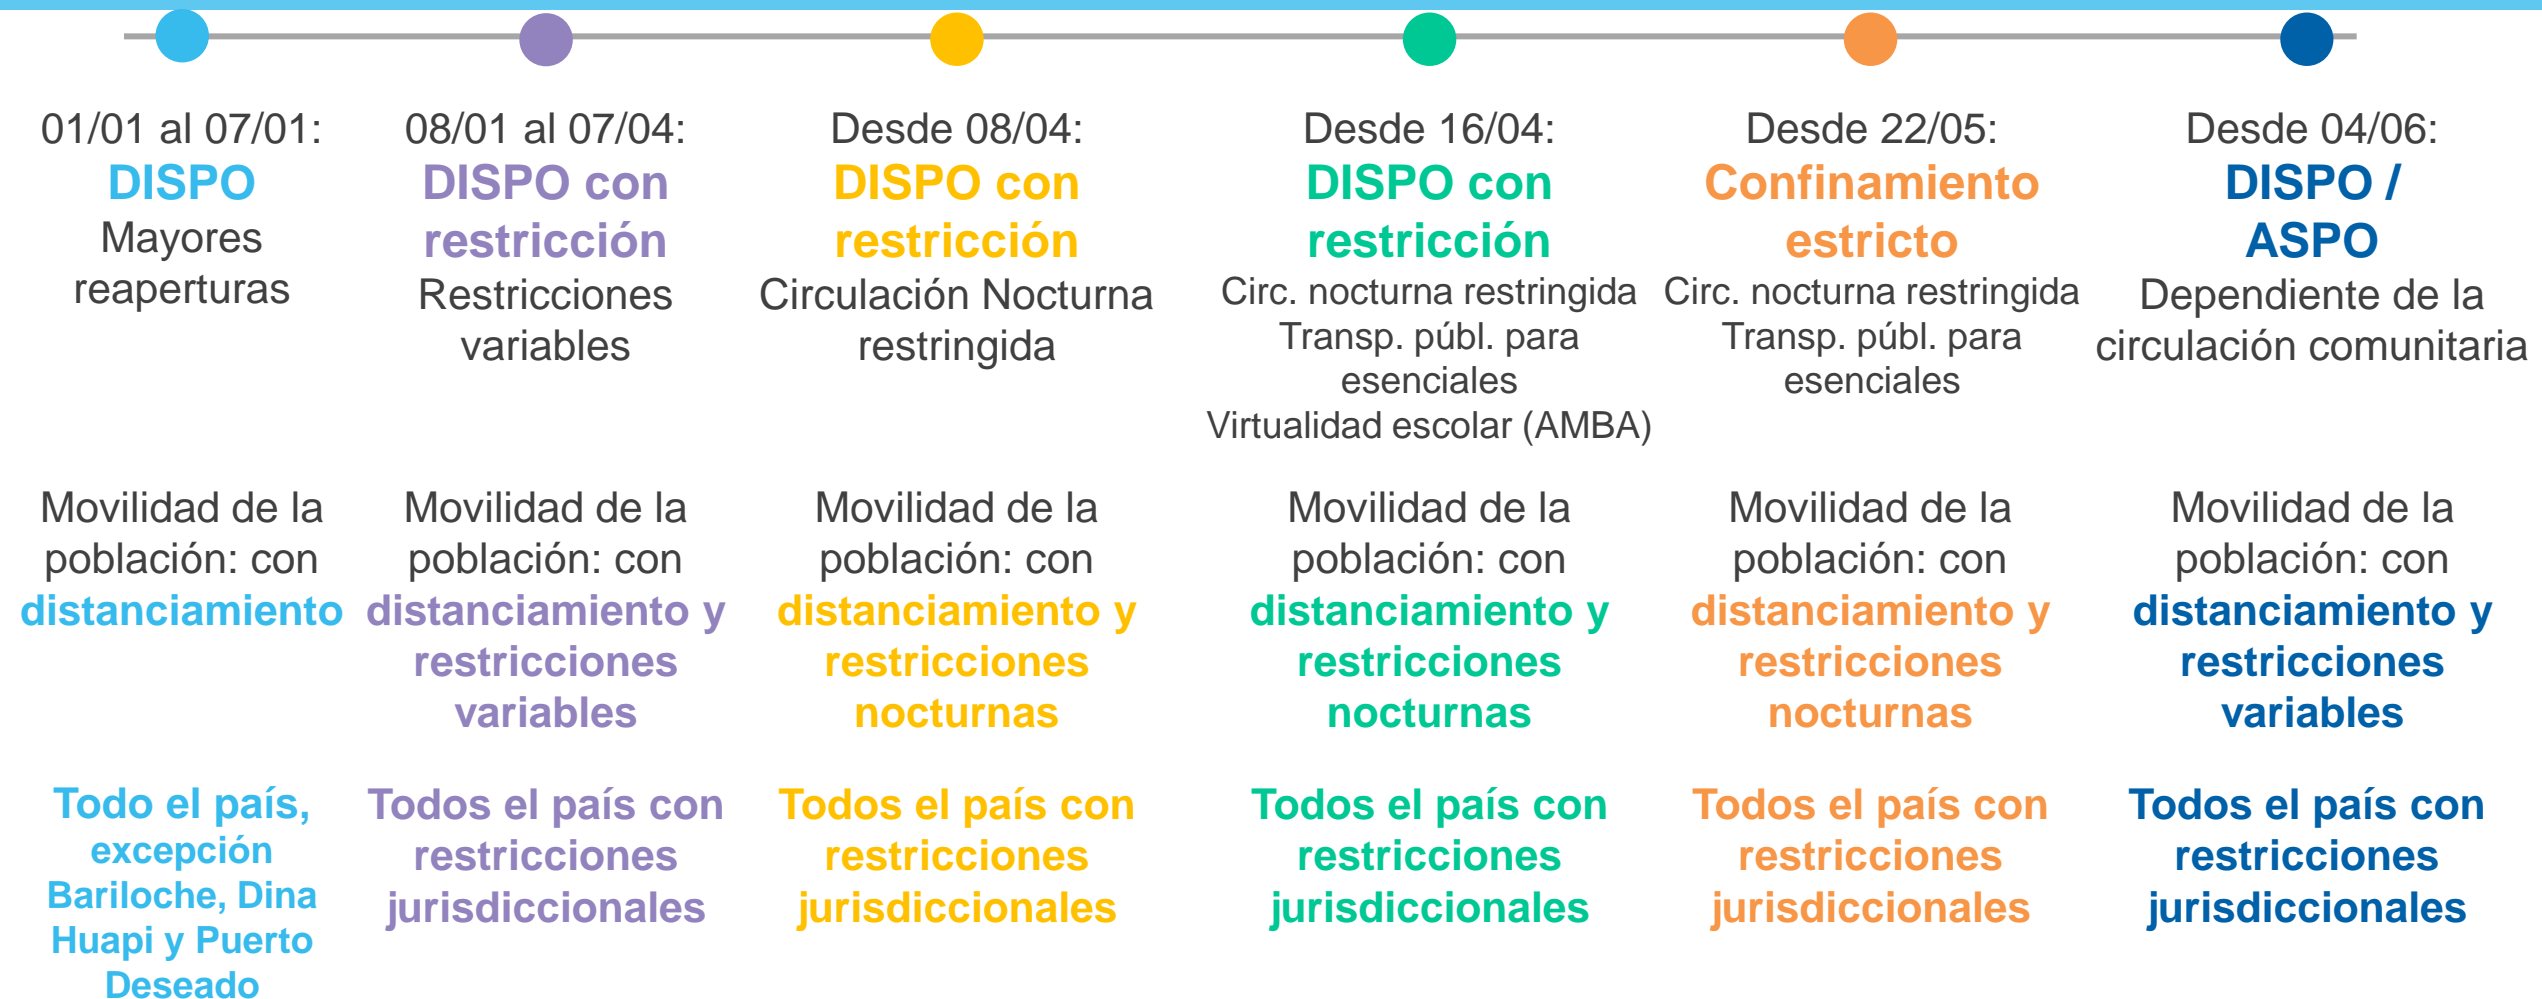 01/01 al 07/01:
DISPO
Mayores
reaperturas
Movilidad de la
población: con
distanciamiento
Todo el país,
excepción
Bariloche, Dina
Huapi y Puerto
Deseado
08/01 al 07/04:
DISPO con
restricción
Restricciones
variables
Movilidad de la
población: con
distanciamiento y
restricciones
variables
Todos el país con
restricciones
jurisdiccionales
Desde 08/04:
DISPO con
restricción
Circulación Nocturna
restringida
Movilidad de la
población: con
distanciamiento y
restricciones
nocturnas
Todos el país con
restricciones
jurisdiccionales
Desde 16/04:
DISPO con
restricción
Circ. nocturna restringida
Transp. públ. para
esenciales
Virtualidad escolar (AMBA)
Movilidad de la
población: con
distanciamiento y
restricciones
nocturnas
Todos el país con
restricciones
jurisdiccionales
Desde 22/05:
Confinamiento
estricto
Circ. nocturna restringida
Transp. públ. para
esenciales
Movilidad de la
población: con
distanciamiento y
restricciones
nocturnas
Todos el país con
restricciones
jurisdiccionales
Desde 04/06:
DISPO /
ASPO
Dependiente de la
circulación comunitaria
Movilidad de la
población: con
distanciamiento y
restricciones
variables
Todos el país con
restricciones
jurisdiccionales